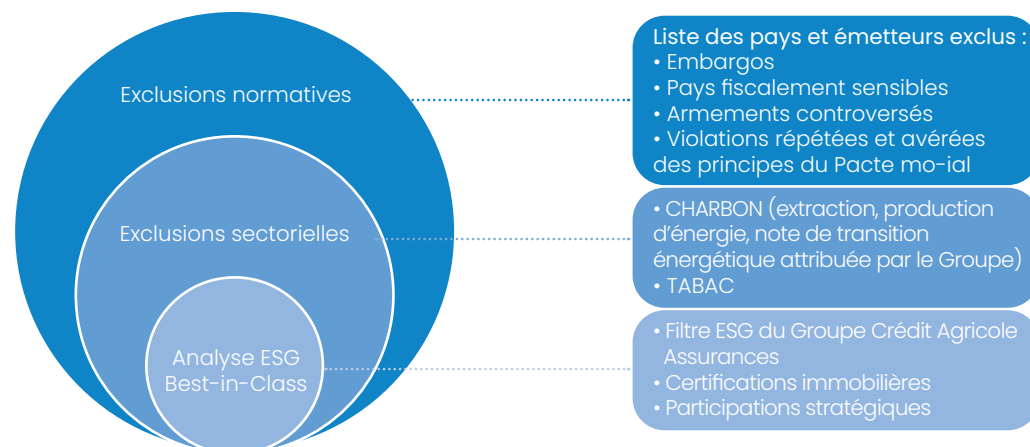 Exclusions normatives
Liste des pays et émetteurs exclus :
• Embargos
• Pays fiscalement sensibles
• Armements controversés
• Violations répétées et avérées
des principes du Pacte mo-ial
Exclusions sectorielles
• CHARBON (extraction, production
d'énergie, note de transition
énergétique attribuée par le Groupe)
• TABAC
Analyse ESG
Best-in-Class
• Filtre ESG du Groupe Crédit Agricole
Assurances
• Certifications immobilières
• Participations stratégiques